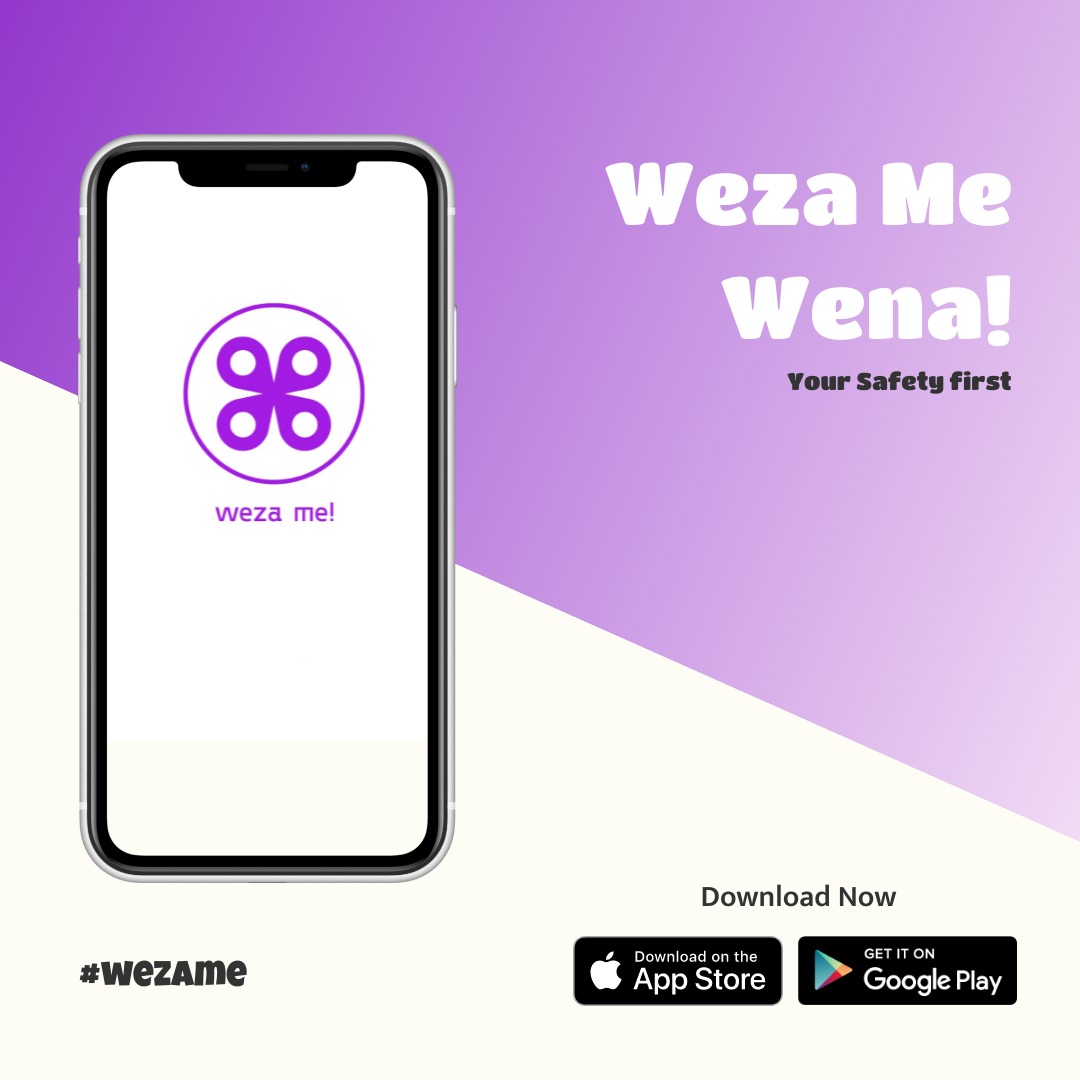 Weza Me
Wena!
Your Safety first
weza me!
Download Now
Download on the
App Store
GET IT ON
Google Play
#wezame